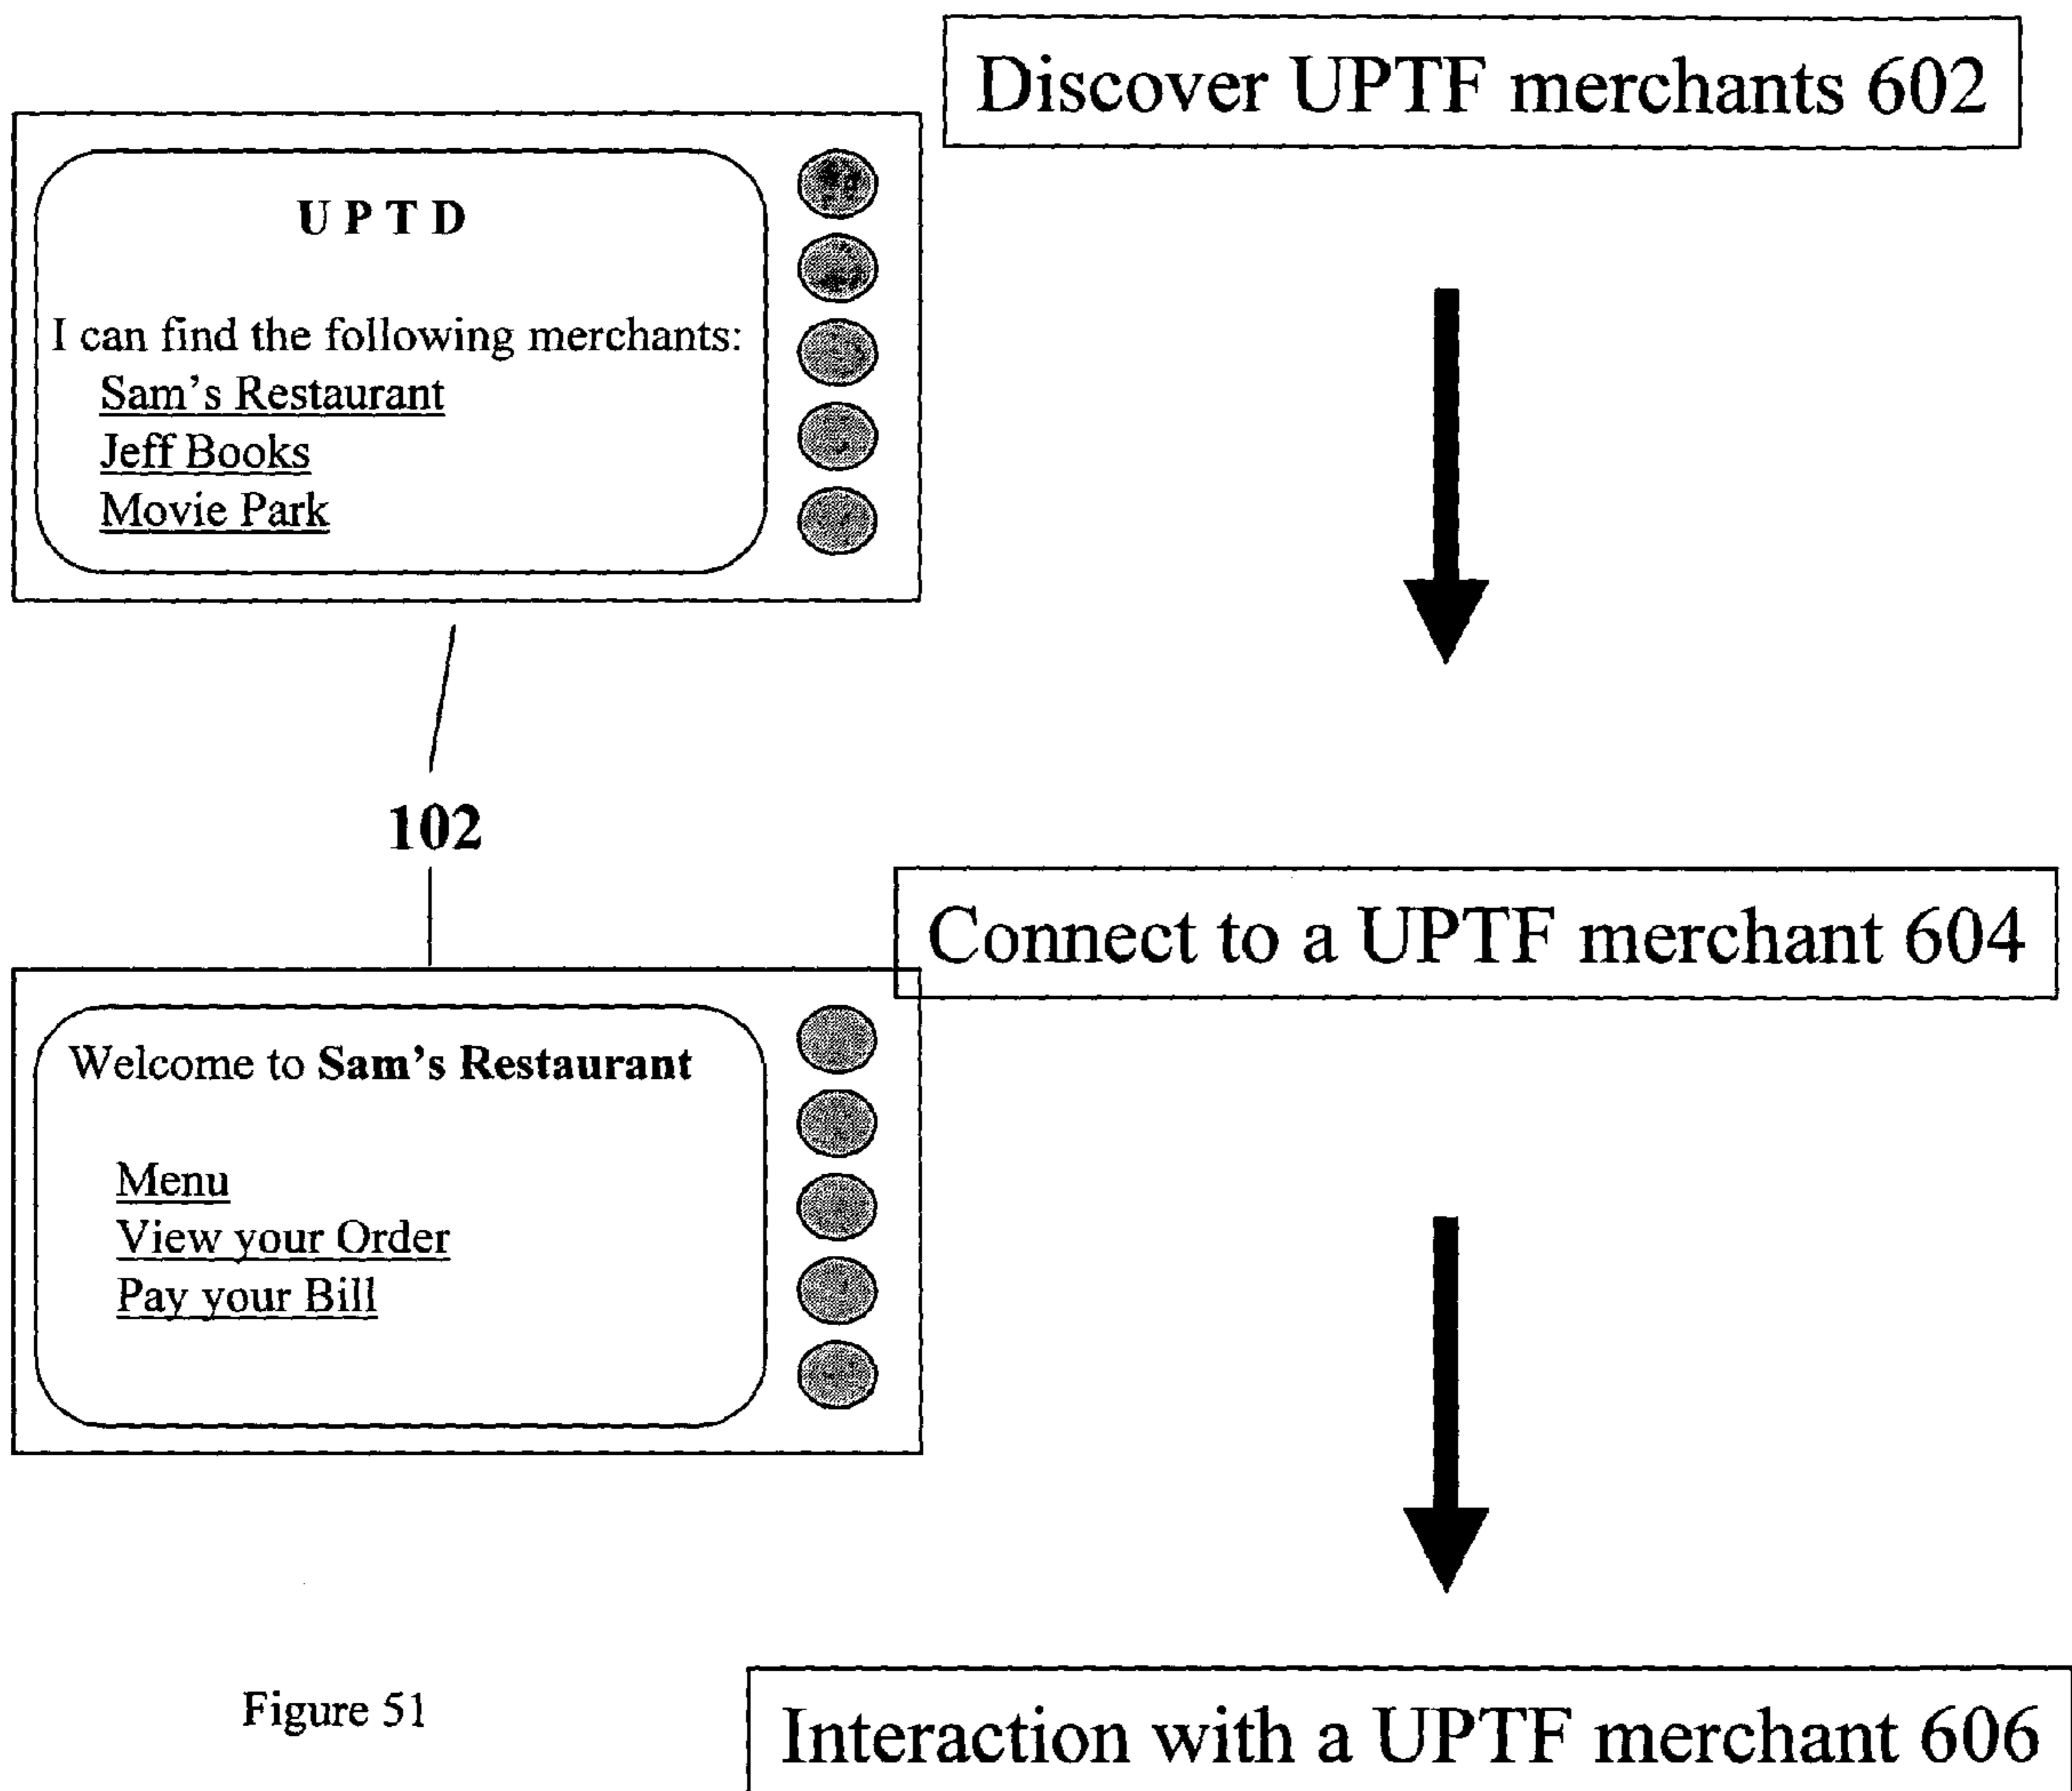 Discover UPTF merchants 602
U P T D
I can find the following merchants:
Sam's Restaurant
Jeff Books
Movie Park
102
Connect to a UPTF merchant 604
Welcome to Sam's Restaurant
Menu
View your Order
Pay your Bill
Figure 51
Interaction with a UPTF merchant 606